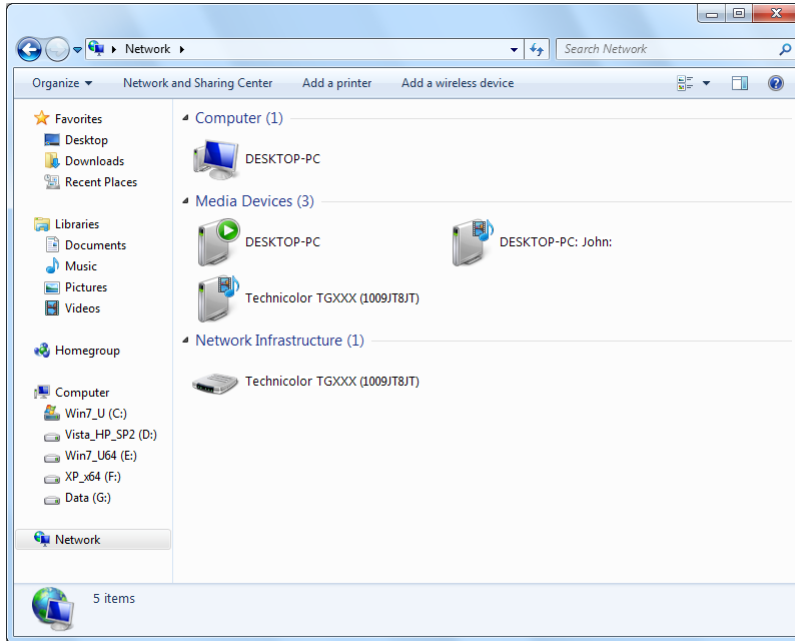 Network
Search Network
Organize
Network and Sharing Center
Add a printer
Add a wireless device
Favorites
Desktop
Downloads
Recent Places
Libraries
Documents
Music
Pictures
Videos
Homegroup
Computer
Win7_U (C:)
Vista_HP_SP2 (D:)
Win7_U64 (E:)
XP_x64 (F:)
Data (G:)
Network
Computer (1)
DESKTOP-PC
Media Devices (3)
DESKTOP-PC
DESKTOP-PC: John:
Technicolor TGXXX (1009JT8JT)
Network Infrastructure (1)
Technicolor TGXXX (1009JT8JT)
5 items